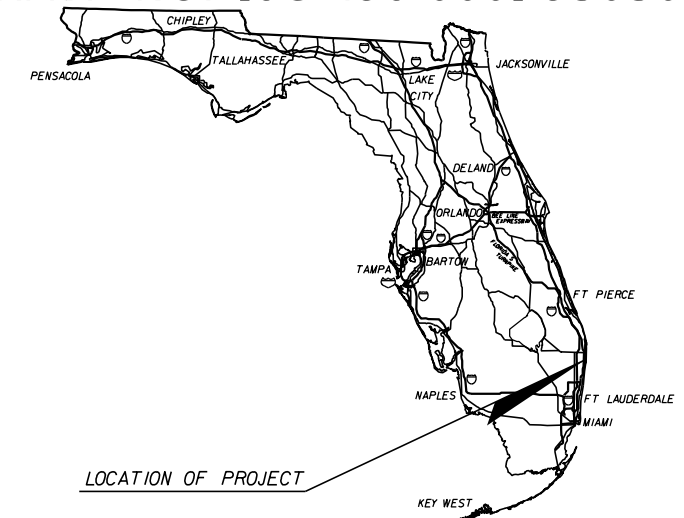 CHIPLEY
PENSACOLA
TALLAHASSEE
LAKE
CITY
JACKSONVILLE
DELAND
ORLANDO
BEE LINE
EXPRESSWAY
FLORIDA'S
TURNPIKE
TAMPA
BARTOW
FT PIERCE
NAPLES
FT LAUDERDALE
MIAMI
LOCATION OF PROJECT
KEY WEST